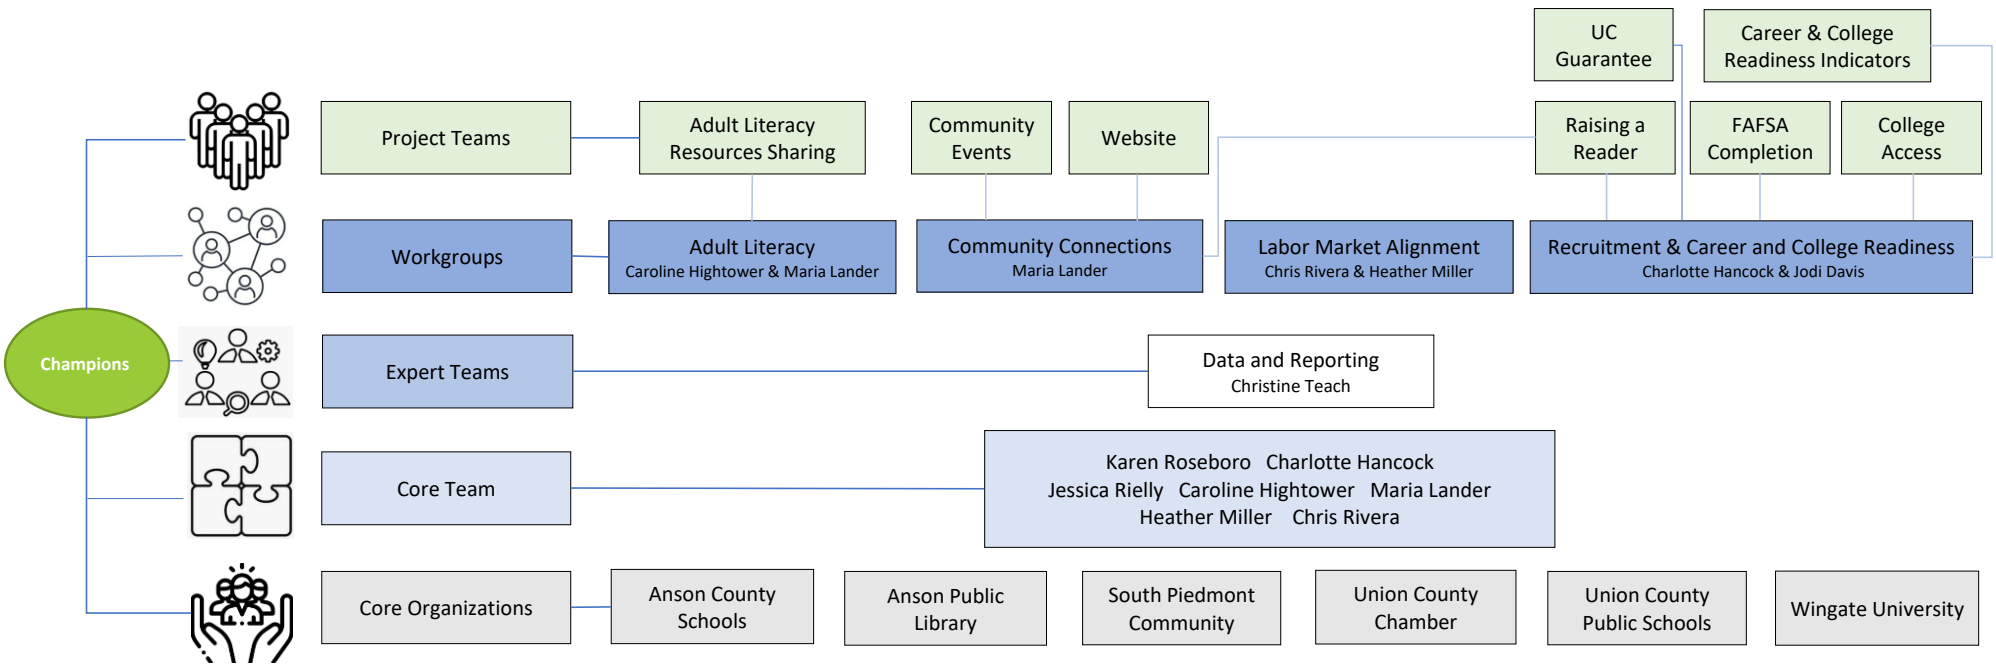 UC
Guarantee
Career & College
Readiness Indicators
Project Teams
Adult Literacy
Resources Sharing
Community
Events
Website
Raising a
Reader
FAFSA
Completion
College
Access
Workgroups
Adult Literacy
Caroline Hightower & Maria Lander
Community Connections
Maria Lander
Labor Market Alignment
Chris Rivera & Heather Miller
Recruitment & Career and College Readiness
Charlotte Hancock & Jodi Davis
Champions
Expert Teams
Data and Reporting
Christine Teach
Core Team
Karen Roseboro Charlotte Hancock
Jessica Rielly Caroline Hightower Maria Lander
Heather Miller Chris Rivera
Core Organizations
Anson County
Schools
Anson Public
Library
South Piedmont
Community
Union County
Chamber
Union County
Public Schools
Wingate University